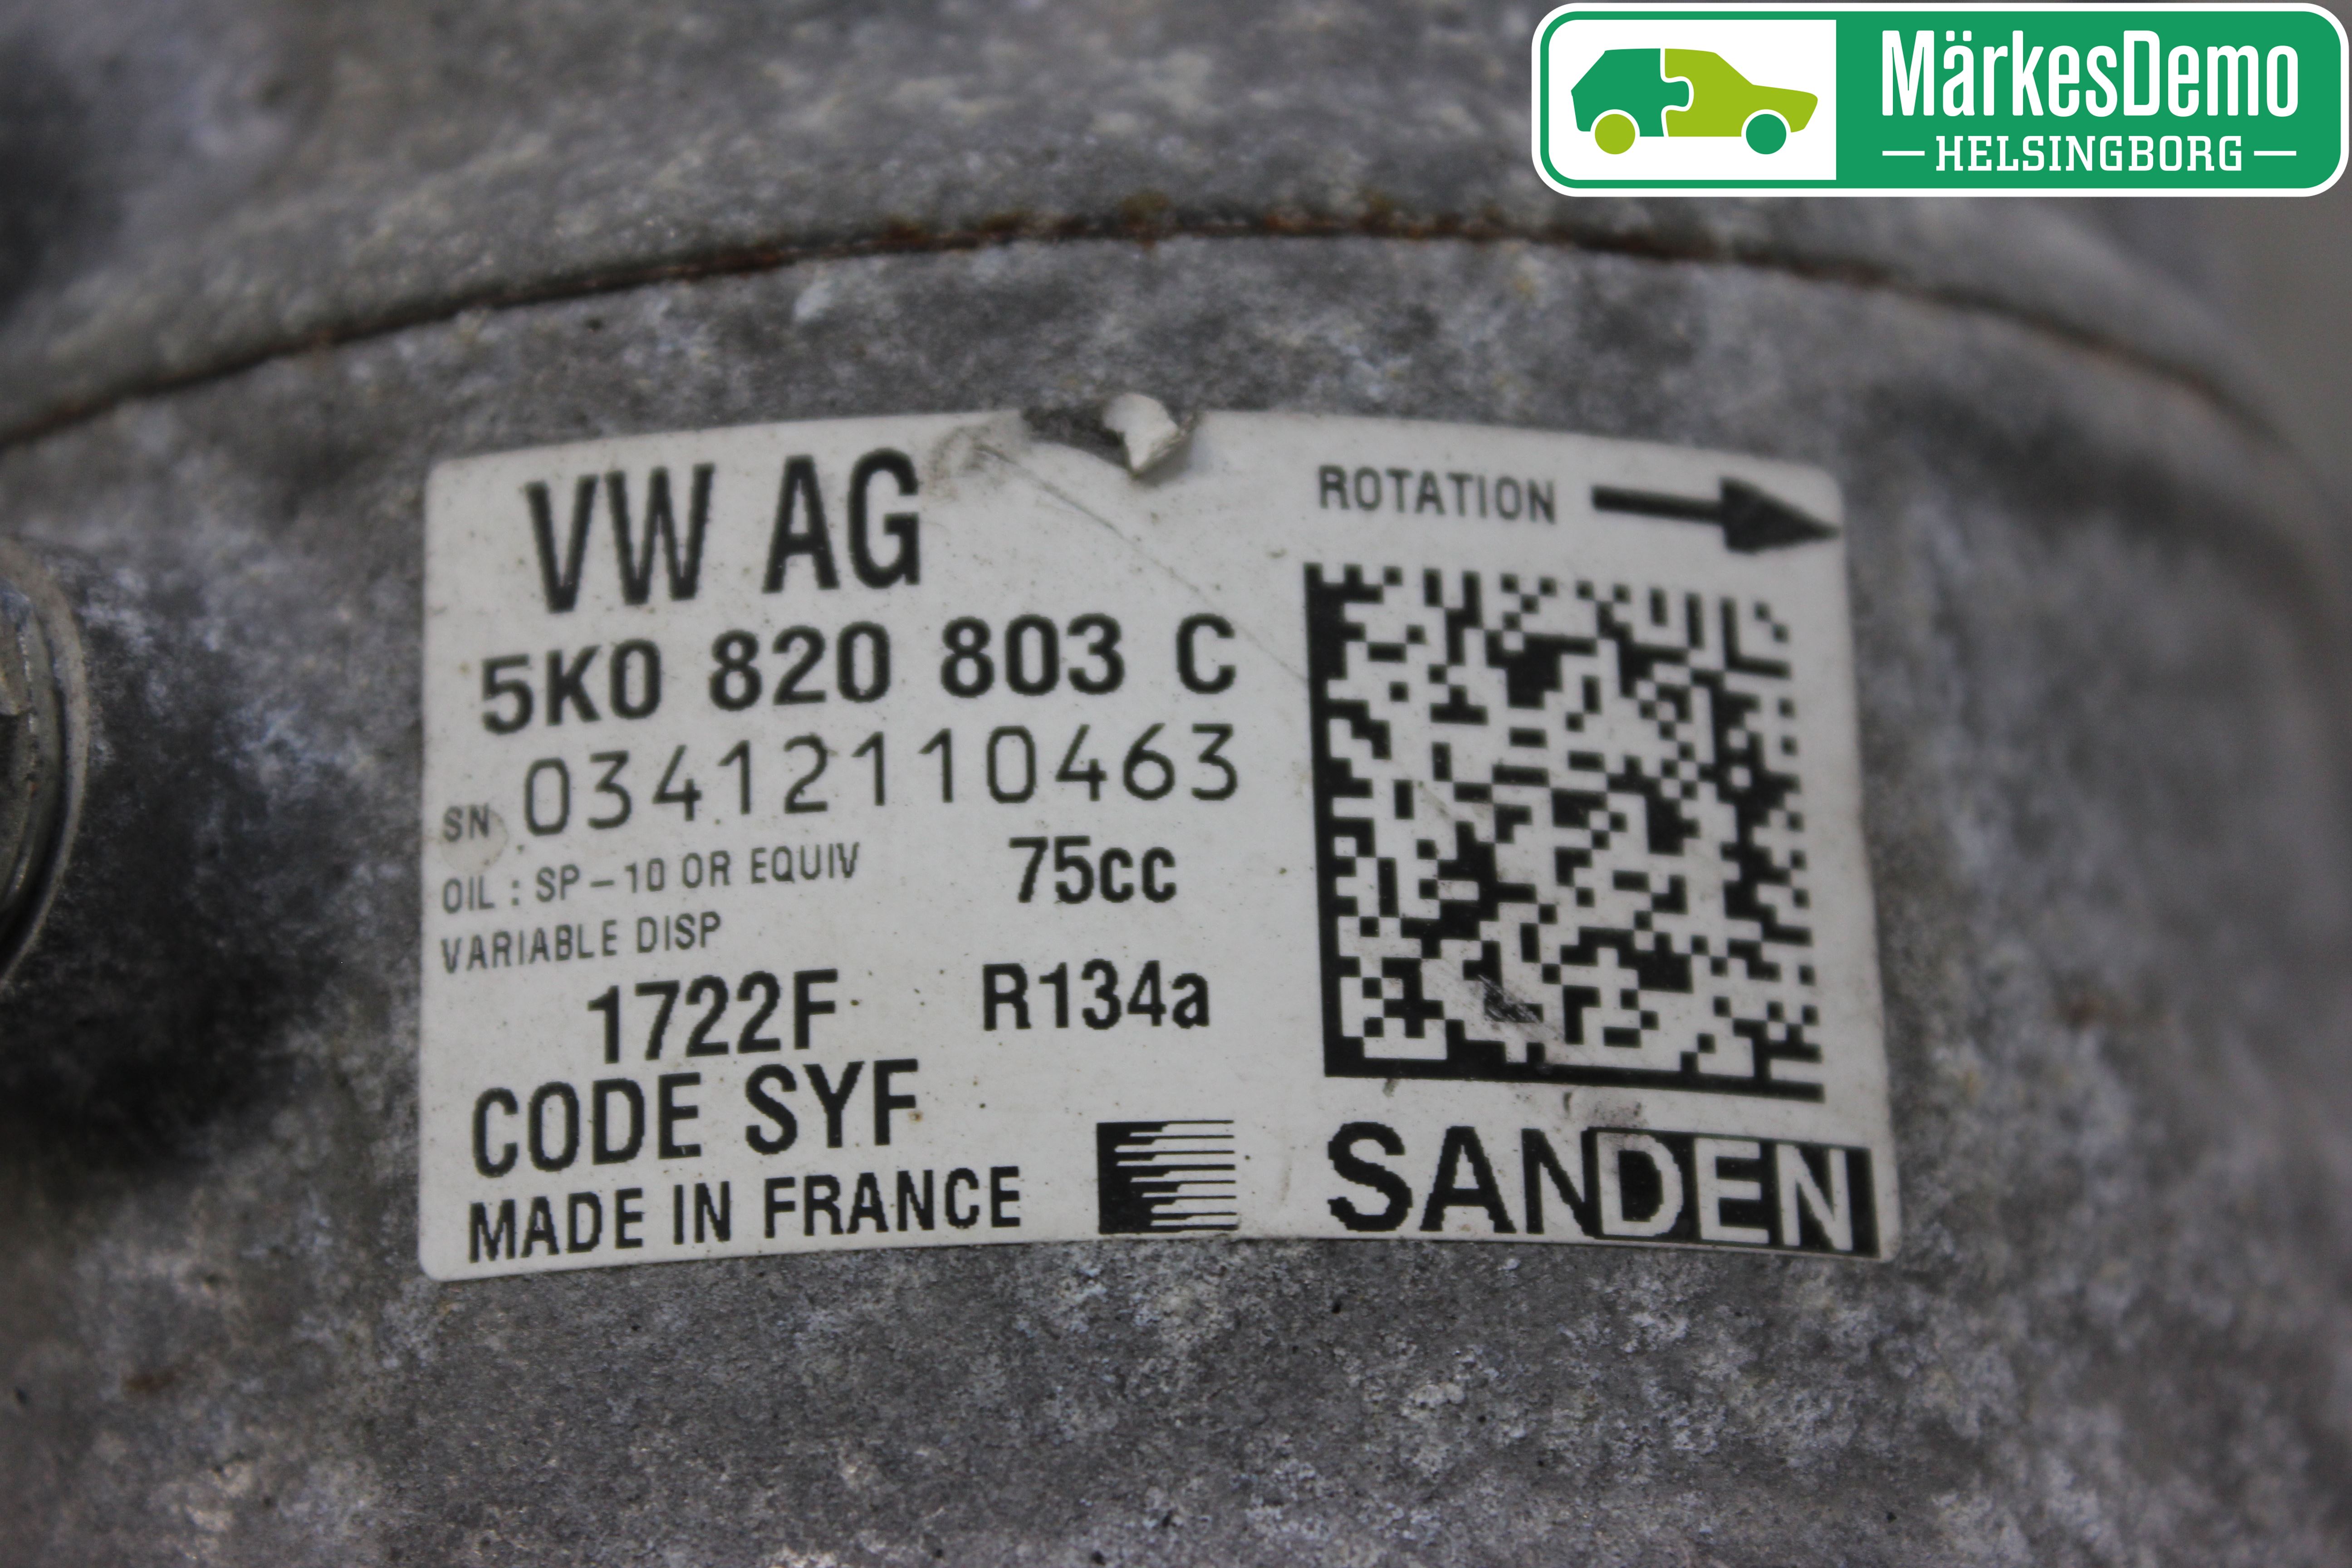 MärkesDemo
HELSINGBORG
VW AG
ROTATION
5K0 820 803 C
SN 03412110463
OIL : SP-10 OR EQUIV 75cc
VARIABLE DISP
1722F R134a
CODE SYF
MADE IN FRANCE
SANDEN